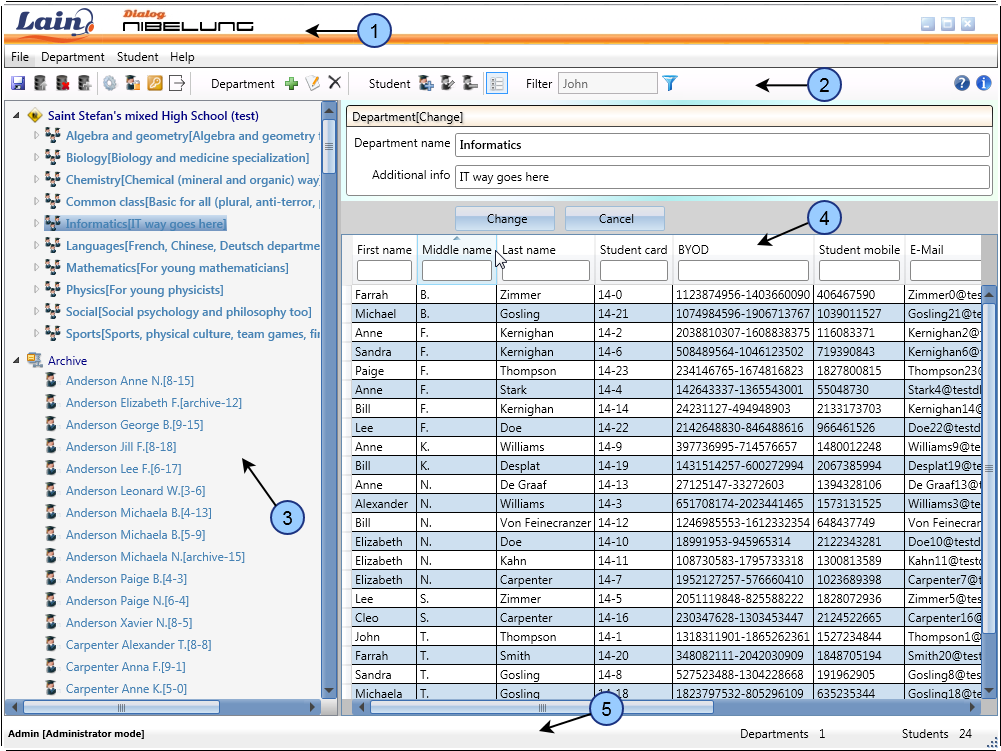 Lain Dialog NIBELUNG
1
File Department Student Help
Department Student Filter John 2
Saint Stefan's mixed High School (test)
Algebra and geometry[Algebra and geometry
Biology[Biology and medicine specialization]
Chemistry[Chemical (mineral and organic) way
Common class[Basic for all (plural, anti-terror,
Informatics[IT way goes here]
Languages[French, Chinese, Deutsch departme
Mathematics[For young mathematicians]
Physics[For young physicists]
Social[Social psychology and philosophy too]
Sports[Sports, physical culture, team games, fir
Archive
Anderson Anne N.[8-15]
Anderson Elizabeth F.[archive-12]
Anderson George B.[9-15]
Anderson Jill F.[8-18]
Anderson Lee F.[6-17]
Anderson Leonard W.[3-6]
Anderson Michaela B.[4-13]
Anderson Michaela B.[5-9]
Anderson Michaela N.[archive-15]
Anderson Paige B.[4-3]
Anderson Paige N.[6-4]
Anderson Xavier N.[8-5]
Carpenter Alexander T.[8-8]
Carpenter Anna F.[9-1]
Carpenter Anne K.[5-0]
3
Department[Change]
Department name Informatics
Additional info IT way goes here
Change Cancel
4
First name Middle name Last name Student card BYOD Student mobile E-Mail
Farrah B. Zimmer 14-0 1123874956-1403660090 406467590 Zimmer0@tes
Michael B. Gosling 14-21 1074984596-1906713767 1039011527 Gosling21@te
Anne F. Kernighan 14-2 2038810307-1608838375 116083371 Kernighan2@
Sandra F. Kernighan 14-6 508489564-1046123502 719390843 Kernighan6@
Paige F. Thompson 14-23 234146765-1674816823 1827800815 Thompson23@
Anne F. Stark 14-4 142643337-1365543001 55048730 Stark4@testdl
Bill F. Kernighan 14-14 24231127-494948903 2133173703 Kernighan14@
Lee F. Doe 14-22 2142648830-846488616 966461526 Doe22@testd
Anne K. Williams 14-9 397736995-714576657 1480012248 Williams9@te
Bill K. Desplat 14-19 1431514257-600272994 2067385994 Desplat19@te
Anne N. De Graaf 14-13 27125147-33272603 1394328106 De Graaf13@t
Alexander N. Williams 14-3 651708174-2023441465 1573131525 Williams3@te
Bill N. Von Feinecranzer 14-12 1246985553-1612332354 648437749 Von Feinecrar
Elizabeth N. Doe 14-10 18991953-945965314 2122343281 Doe10@testd
Elizabeth N. Kahn 14-11 108730583-1795733318 1300813589 Kahn11@testd
Elizabeth N. Carpenter 14-7 1952127257-576660410 1023689398 Carpenter7@t
Lee S. Zimmer 14-5 2051119848-825588222 1828072936 Zimmer5@tes
Cleo S. Carpenter 14-16 230347628-1303453447 2124522665 Carpenter16@
John T. Thompson 14-1 1318311901-1865262361 1527234844 Thompson1@
Farrah T. Smith 14-20 348082111-2042030909 1848705194 Smith20@test
Sandra T. Gosling 14-8 527523488-1304228668 191962905 Gosling8@test
Michaela T. Gosling 14-18 1823797532-805296109 635235344 Gosling18@te
5
Admin [Administrator mode] Departments 1 Students 24